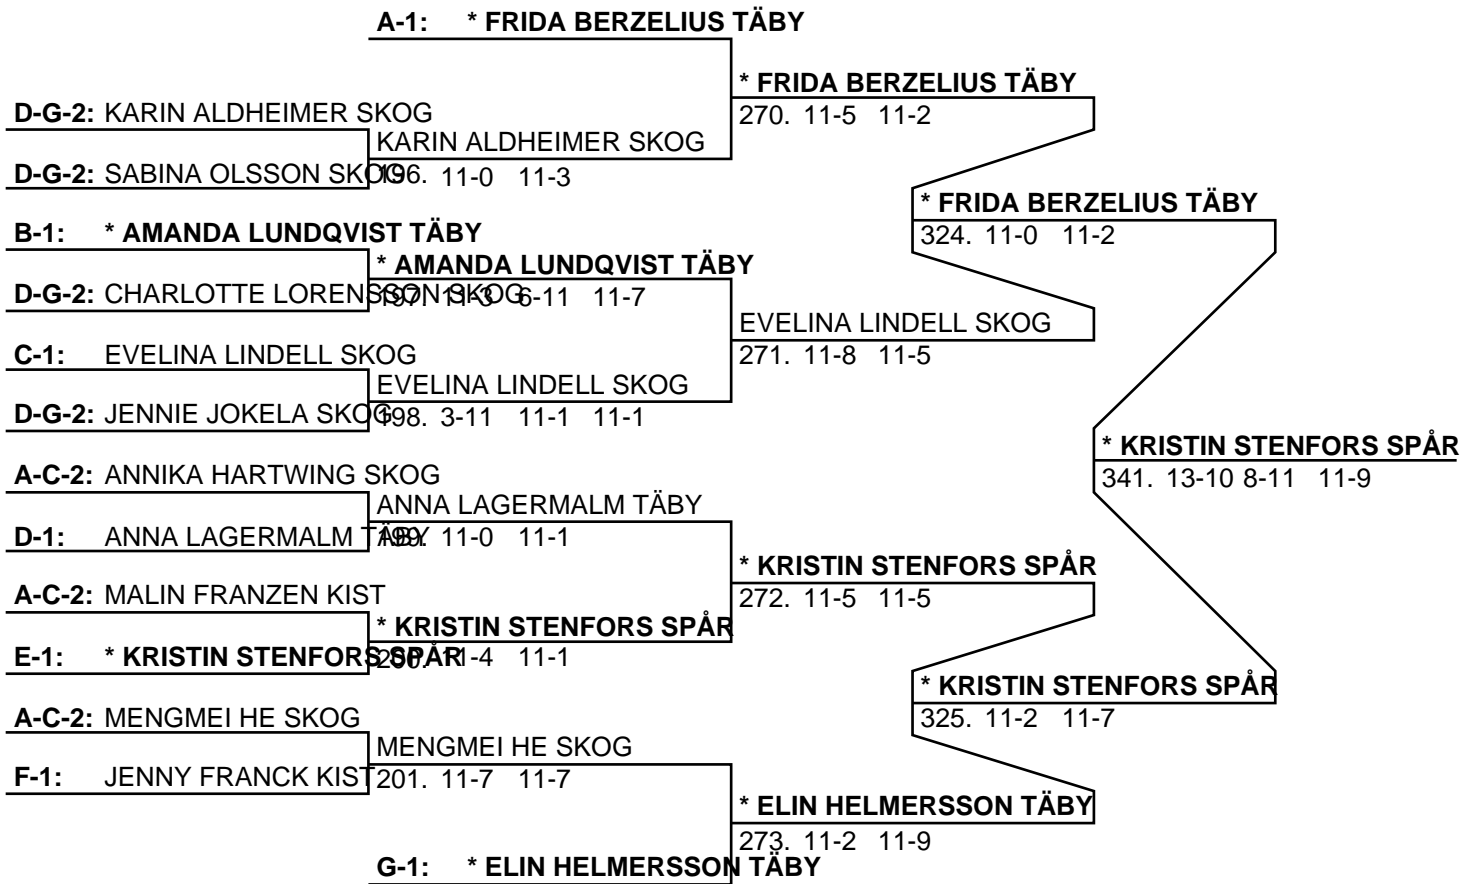 A-1: * FRIDA BERZELIUS TÄBY
* FRIDA BERZELIUS TÄBY
270. 11-5 11-2
D-G-2: KARIN ALDHEIMER SKOG
KARIN ALDHEIMER SKOG
D-G-2: SABINA OLSSON SKOG
196. 11-0 11-3
* FRIDA BERZELIUS TÄBY
324. 11-0 11-2
B-1: * AMANDA LUNDQVIST TÄBY
* AMANDA LUNDQVIST TÄBY
D-G-2: CHARLOTTE LORENSSON SKOG
197. 11-3 6-11 11-7
EVELINA LINDELL SKOG
271. 11-8 11-5
C-1: EVELINA LINDELL SKOG
EVELINA LINDELL SKOG
D-G-2: JENNIE JOKELA SKOG
198. 3-11 11-1 11-1
* KRISTIN STENFORS SPÅR
341. 13-10 8-11 11-9
A-C-2: ANNIKA HARTWING SKOG
ANNA LAGERMALM TÄBY
D-1: ANNA LAGERMALM TÄBY
199. 11-0 11-1
* KRISTIN STENFORS SPÅR
272. 11-5 11-5
A-C-2: MALIN FRANZEN KIST
* KRISTIN STENFORS SPÅR
E-1: * KRISTIN STENFORS SPÅR
200. 11-4 11-1
* KRISTIN STENFORS SPÅR
325. 11-2 11-7
A-C-2: MENGMEI HE SKOG
MENGMEI HE SKOG
F-1: JENNY FRANCK KIST
201. 11-7 11-7
* ELIN HELMERSSON TÄBY
273. 11-2 11-9
G-1: * ELIN HELMERSSON TÄBY